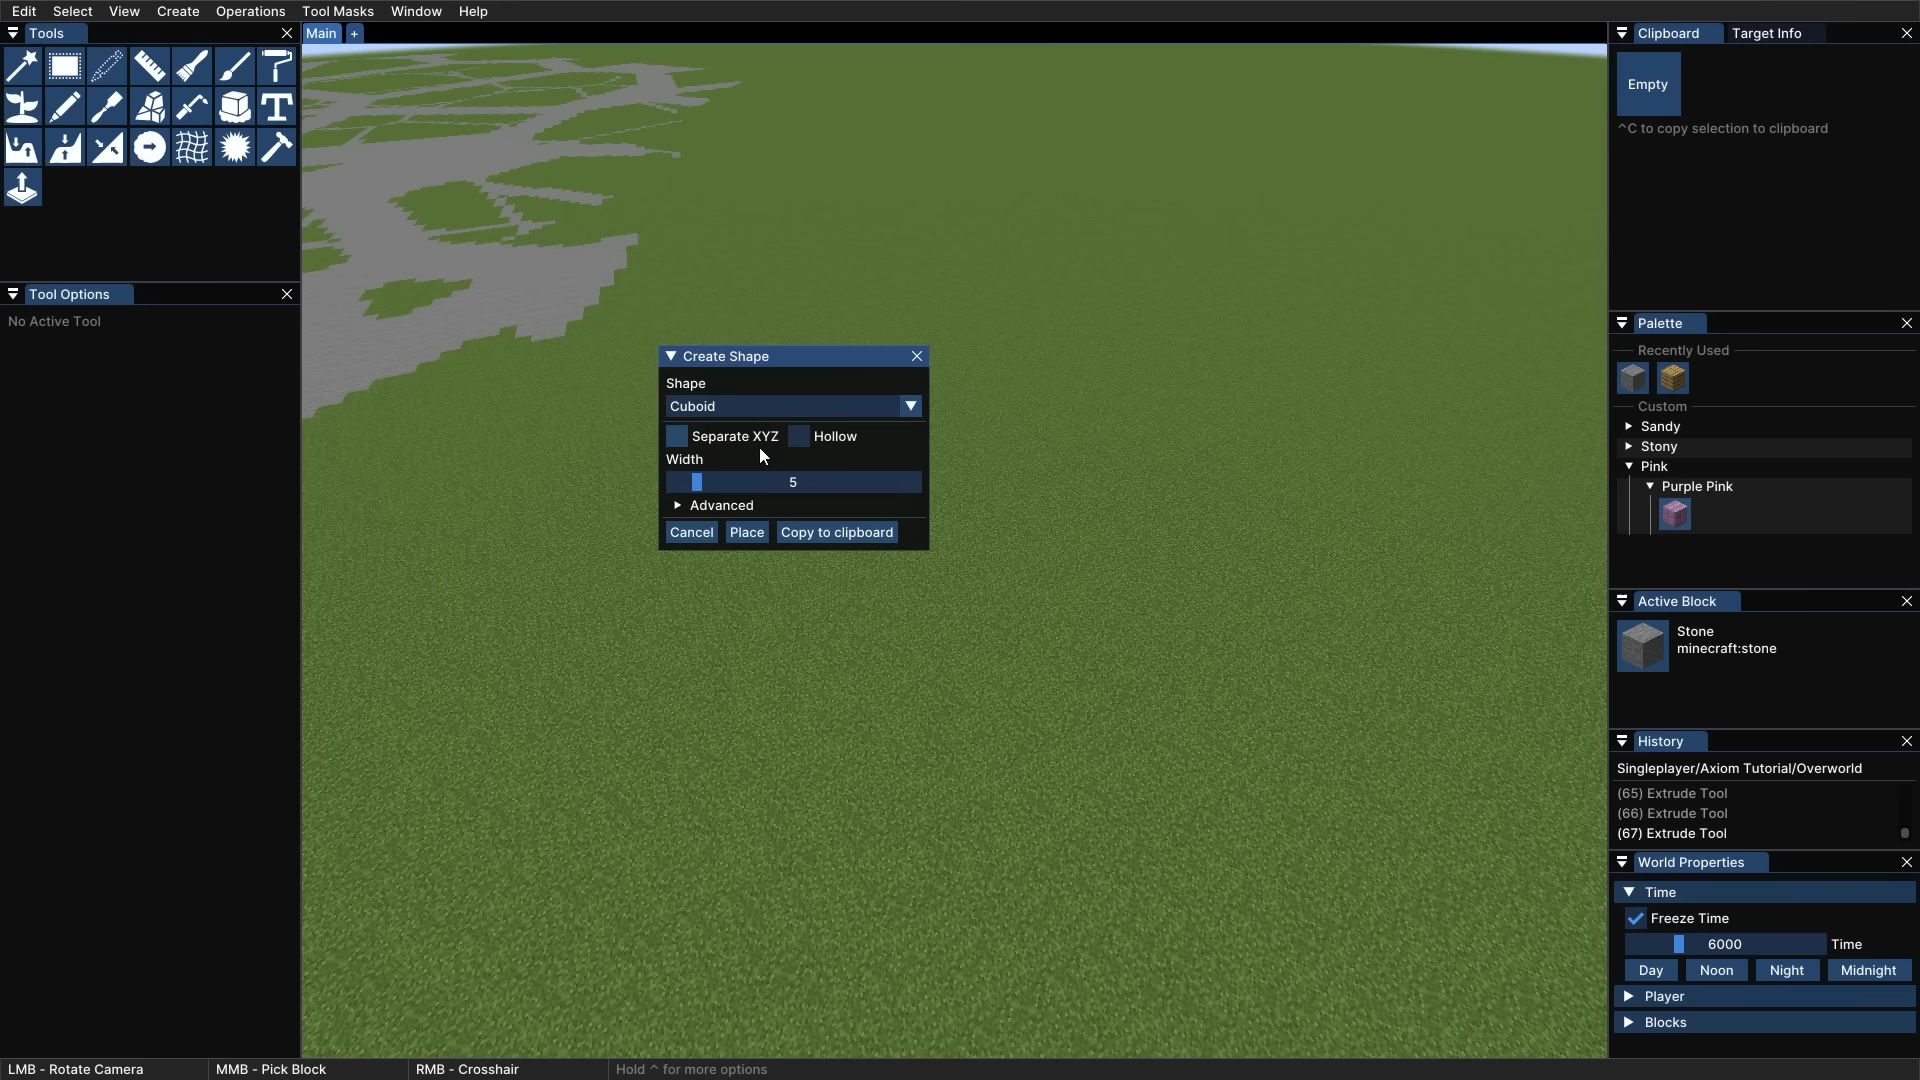 Edit Select View Create Operations Tool Masks Window Help
Tools
Main +
Clipboard Target Info
Empty
^C to copy selection to clipboard
Tool Options
No Active Tool
Create Shape
Shape
Cuboid
Separate XYZ Hollow
Width
5
Advanced
Cancel Place Copy to clipboard
Palette
Recently Used
Custom
Sandy
Stony
Pink
Purple Pink
Active Block
Stone
minecraft:stone
History
Singleplayer/Axiom Tutorial/Overworld
(65) Extrude Tool
(66) Extrude Tool
(67) Extrude Tool
World Properties
Time
Freeze Time
6000 Time
Day Noon Night Midnight
Player
Blocks
LMB - Rotate Camera MMB - Pick Block RMB - Crosshair Hold ^ for more options